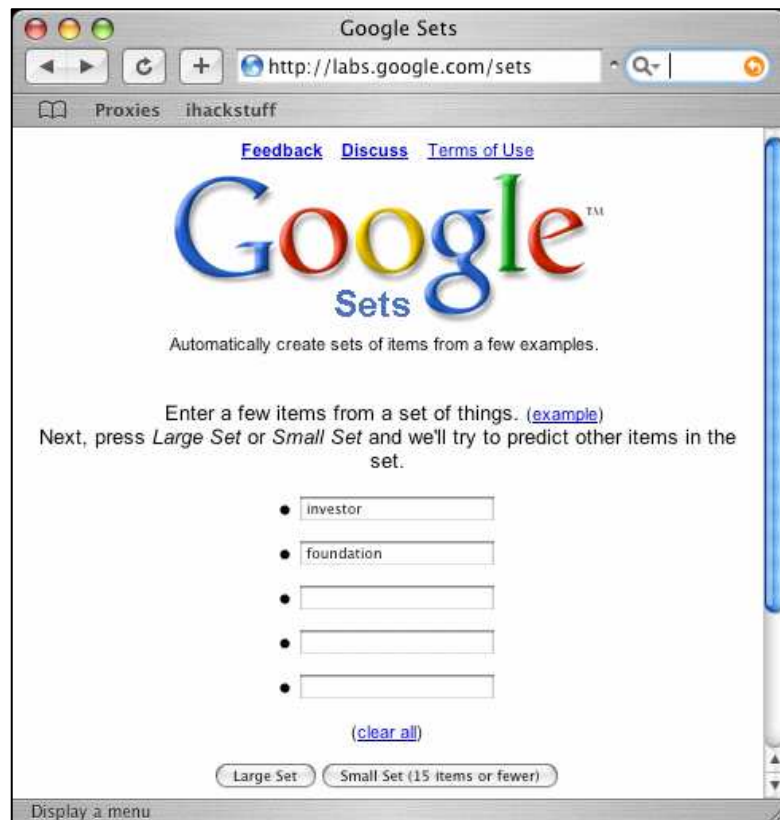 Google Sets
http://labs.google.com/sets
Proxies ihackstuff
Feedback Discuss Terms of Use
Google™
Sets
Automatically create sets of items from a few examples.
Enter a few items from a set of things. (example)
Next, press Large Set or Small Set and we'll try to predict other items in the
set.
investor
foundation
(clear all)
Large Set Small Set (15 items or fewer)
Display a menu